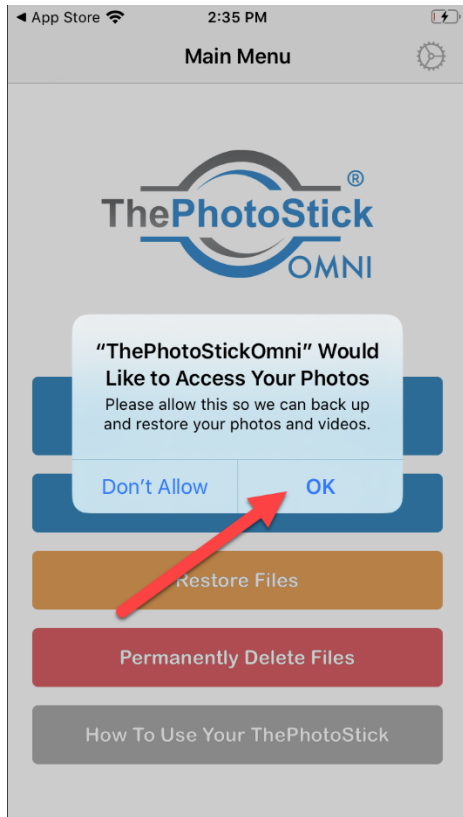 App Store 2:35 PM
Main Menu
ThePhotoStick®
OMNI
“ThePhotoStickOmni” Would
Like to Access Your Photos
Please allow this so we can back up
and restore your photos and videos.
Don’t Allow OK
Restore Files
Permanently Delete Files
How To Use Your ThePhotoStick